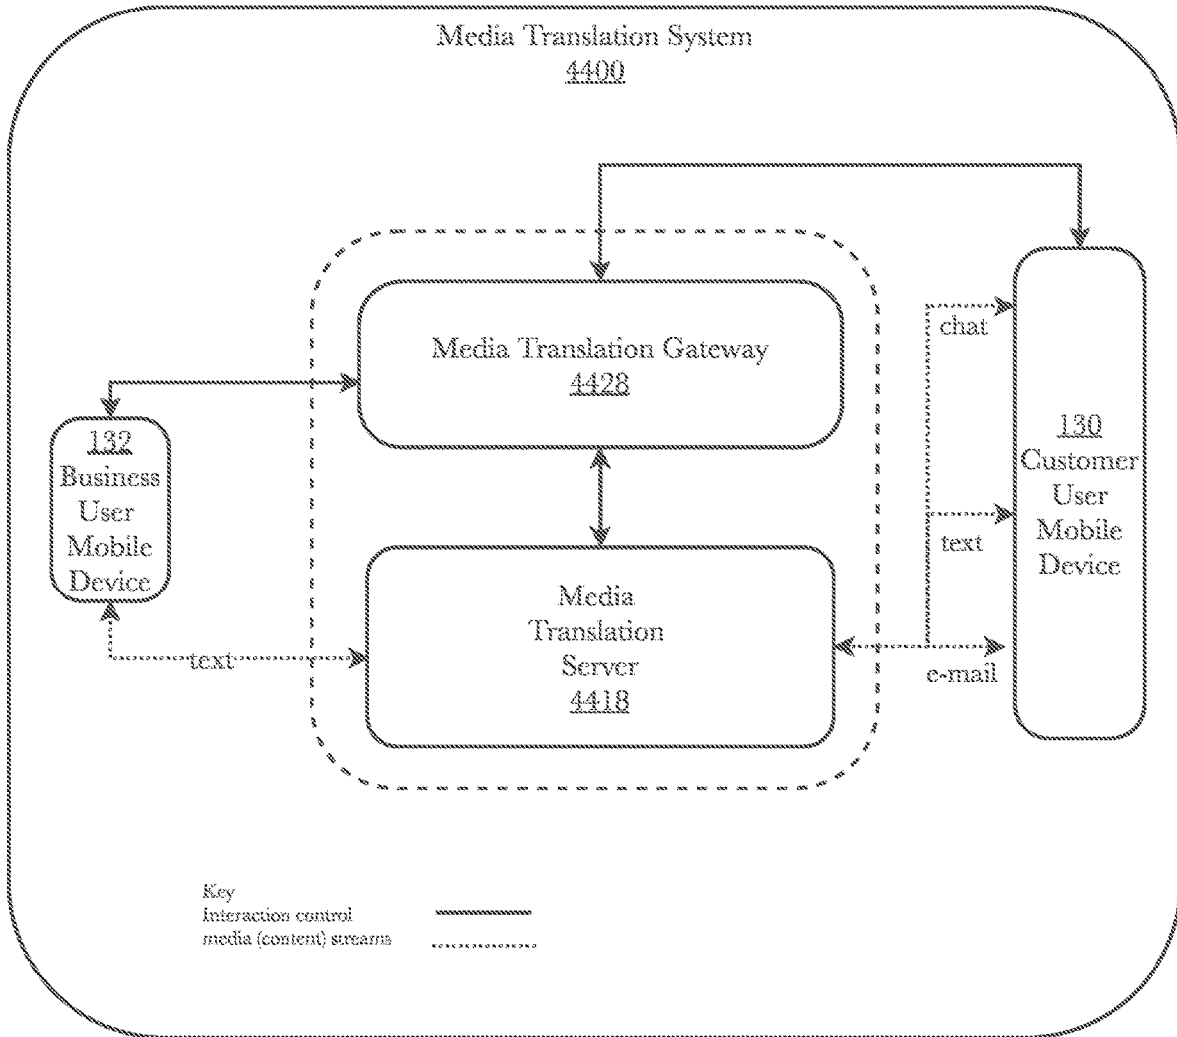 Media Translation System
4400
Media Translation Gateway
4428
132
Business
User
Mobile
Device
chat
130
Customer
User
Mobile
Device
text
Media
Translation
Server
4418
text
e-mail
Key
Interaction control
media (content) streams